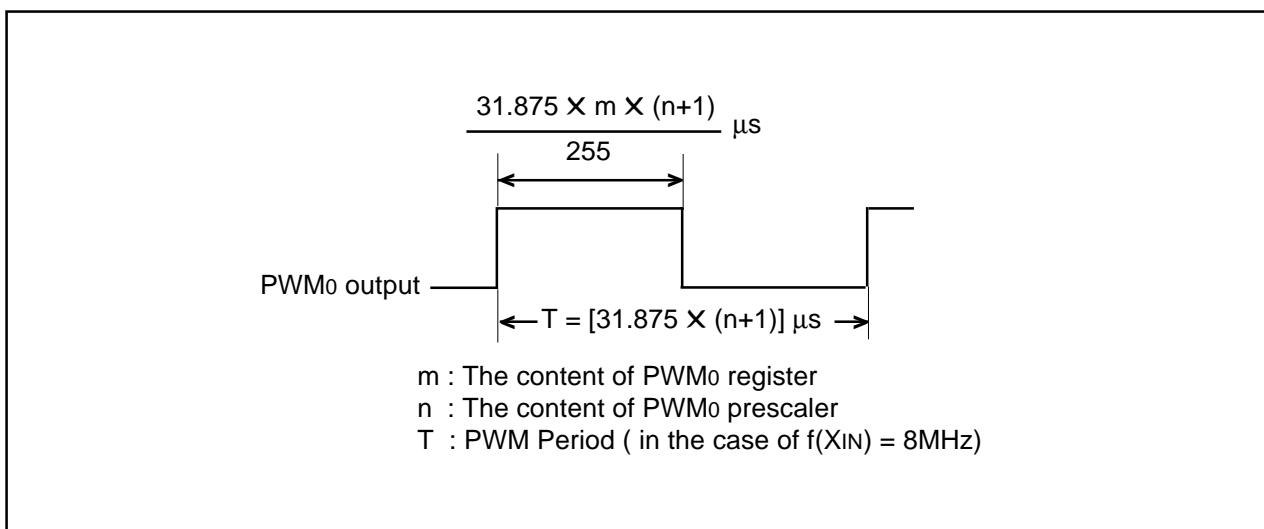 31.875 X m X (n+1)
255
μs
PWM0 output
T = [31.875 X (n+1)] μs
m : The content of PWM0 register
n : The content of PWM0 prescaler
T : PWM Period ( in the case of f(XIN) = 8MHz)